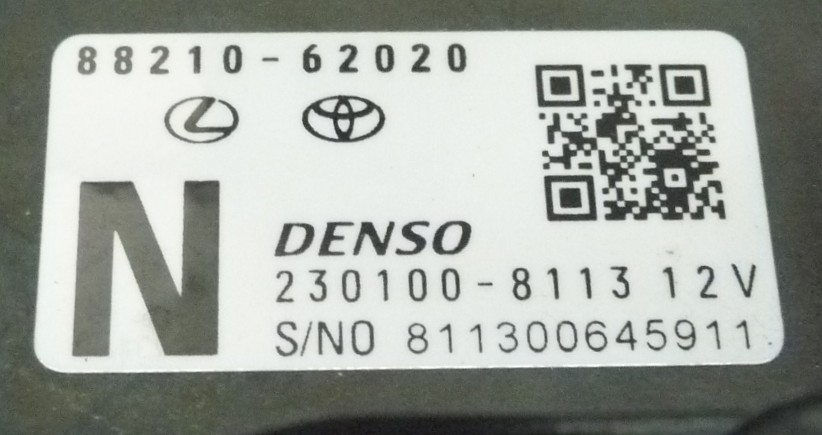 88210-62020
N
DENSO
230100-8113 12V
S/NO 811300645911